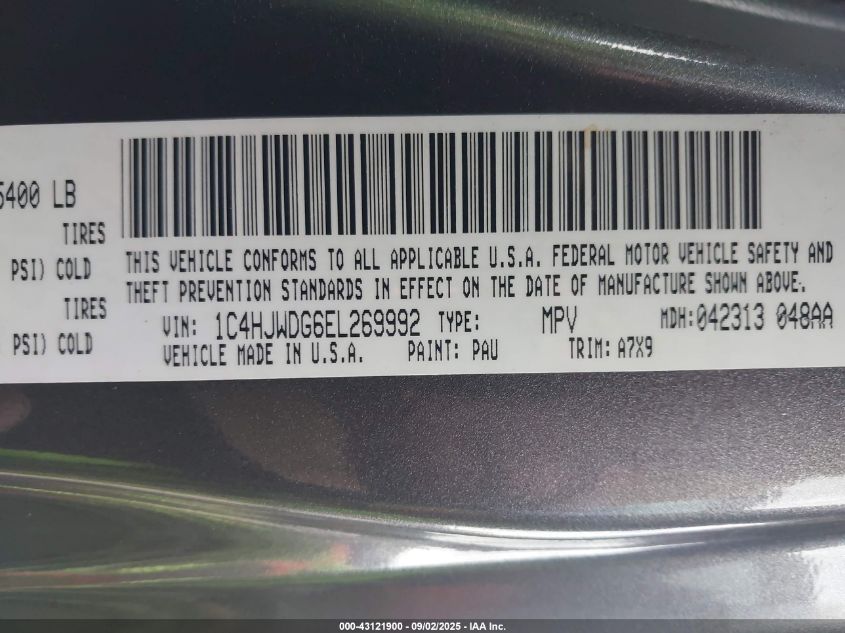 5400 LB
TIRES
PSI) COLD
TIRES
PSI) COLD
THIS VEHICLE CONFORMS TO ALL APPLICABLE U.S.A. FEDERAL MOTOR VEHICLE SAFETY AND
THEFT PREVENTION STANDARDS IN EFFECT ON THE DATE OF MANUFACTURE SHOWN ABOVE.
VIN: 1C4HJWDG6EL269992 TYPE: MPV MDH: 042313 048AA
VEHICLE MADE IN U.S.A. PAINT: PAU TRIM: A7X9
000-43121900 - 09/02/2025 - IAA Inc.